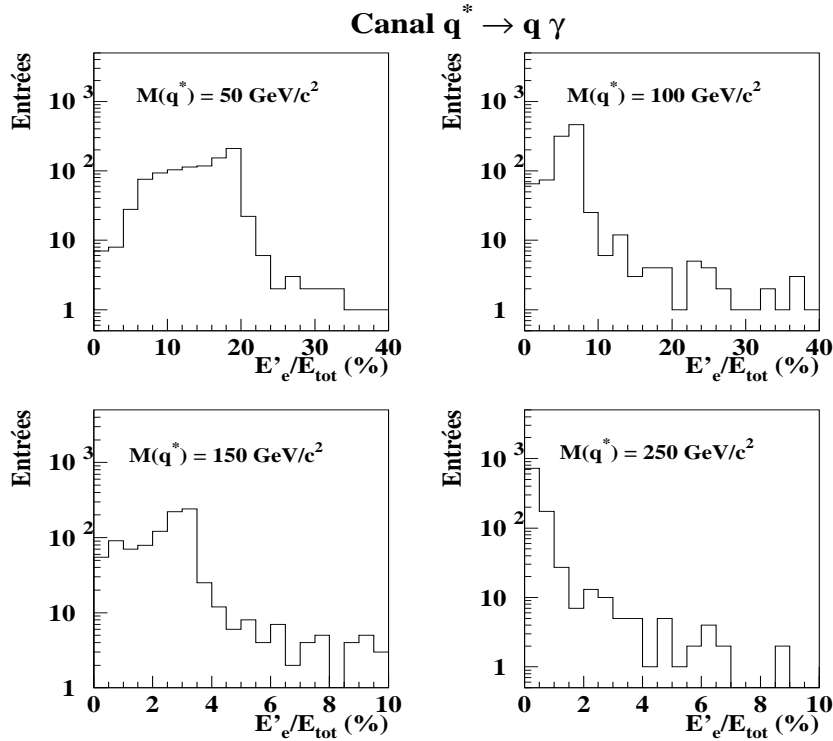 Canal q* → q γ
Entrées
M(q*) = 50 GeV/c²
10³
10²
10
1
0 20 40
E'e/Etot (%)
Entrées
M(q*) = 100 GeV/c²
10³
10²
10
1
0 10 20 30 40
E'e/Etot (%)
Entrées
M(q*) = 150 GeV/c²
10³
10²
10
1
0 2 4 6 8 10
E'e/Etot (%)
Entrées
M(q*) = 250 GeV/c²
10³
10²
10
1
0 2 4 6 8 10
E'e/Etot (%)